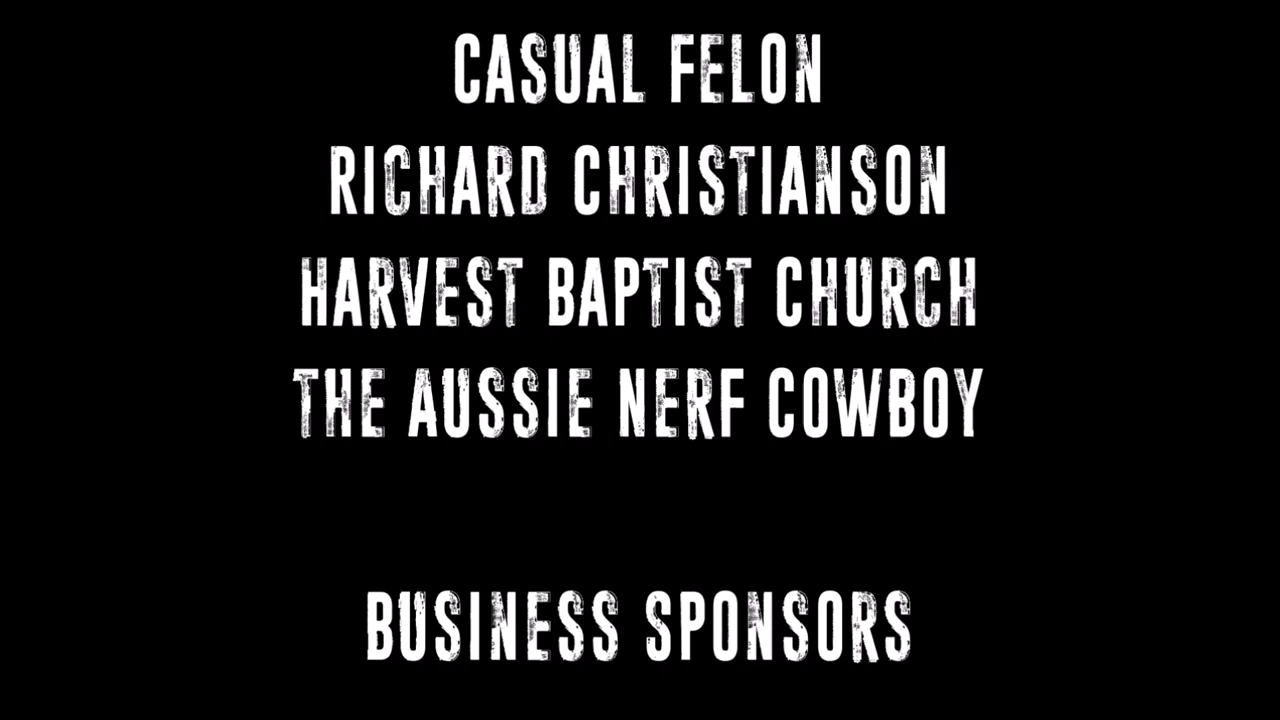 CASUAL FELON
RICHARD CHRISTIANSON
HARVEST BAPTIST CHURCH
THE AUSSIE NERF COWBOY
BUSINESS SPONSORS